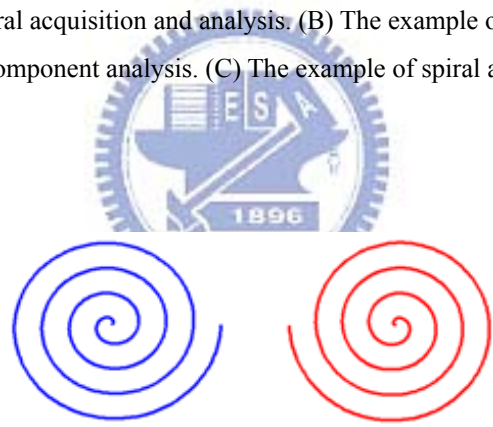 ral acquisition and analysis. (B) The example o
omponent analysis. (C) The example of spiral a
E S A
1896